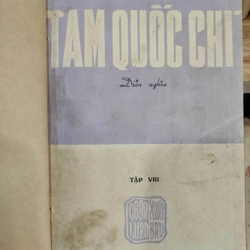 TAM QUỐC CHÍ
Diễn nghĩa
TẬP VIII